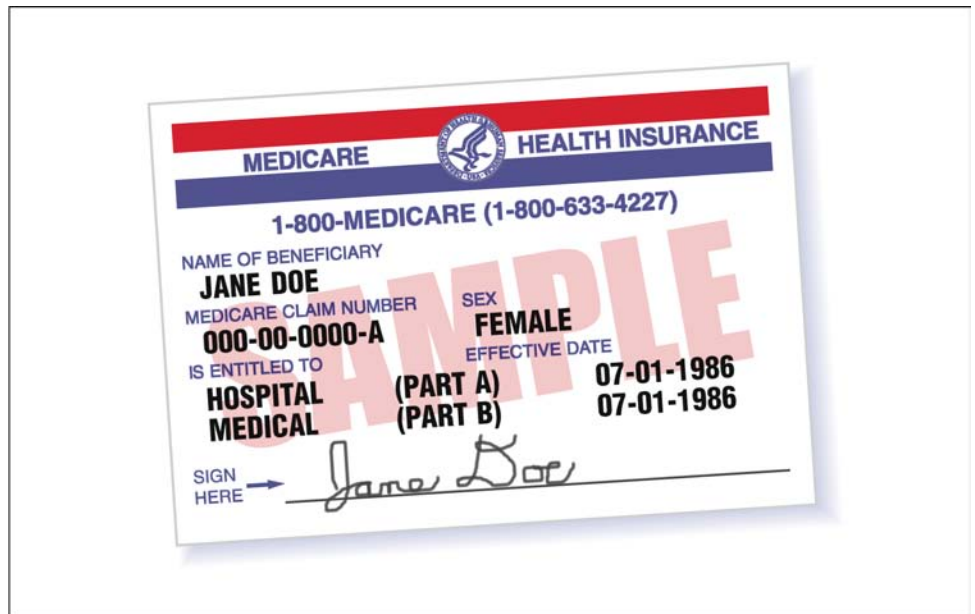 MEDICARE HEALTH INSURANCE
1-800-MEDICARE (1-800-633-4227)
NAME OF BENEFICIARY
JANE DOE
MEDICARE CLAIM NUMBER SEX
000-00-0000-A FEMALE
IS ENTITLED TO EFFECTIVE DATE
HOSPITAL (PART A) 07-01-1986
MEDICAL (PART B) 07-01-1986
SAMPLE
SIGN
HERE
Jane Doe